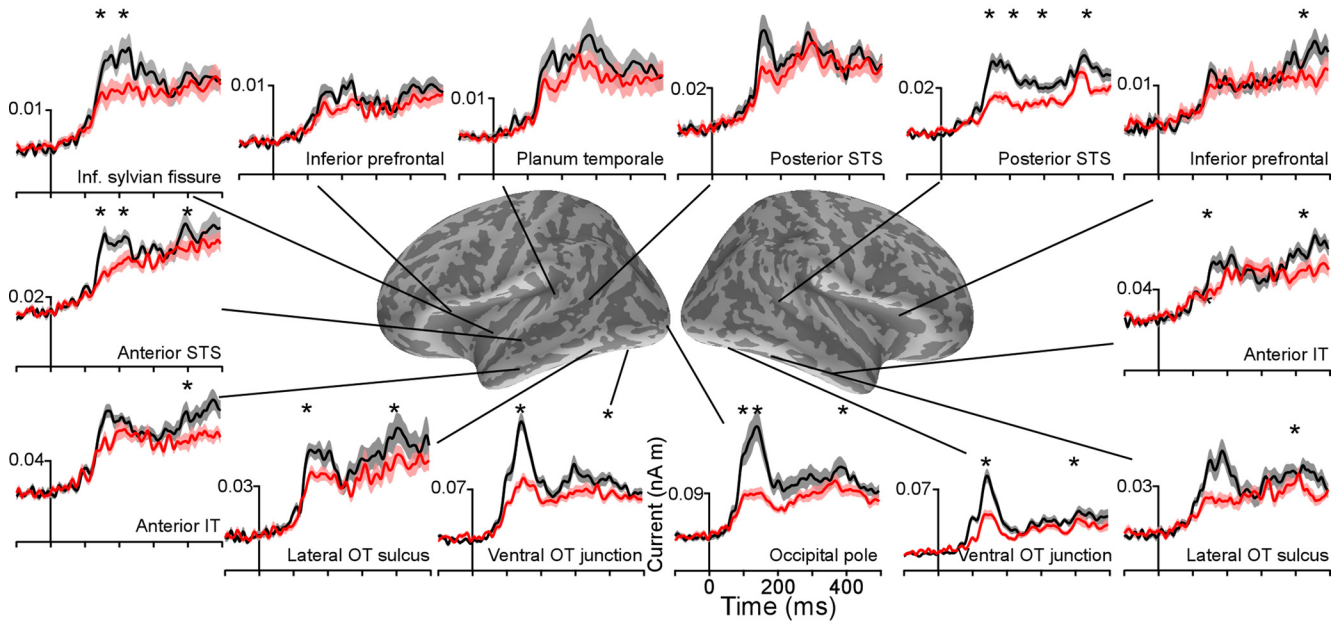 * *
0.01
Inf. sylvian fissure
0.01
Inferior prefrontal
0.01
Planum temporale
0.02
Posterior STS
* * * *
0.02
Posterior STS
*
0.01
Inferior prefrontal
* * *
0.02
Anterior STS
* *
0.04
*
Anterior IT
*
0.04
Anterior IT
* *
0.03
Lateral OT sulcus
* *
0.07
Ventral OT junction
** *
Current (nA m)
0.09
Occipital pole
0 200 400
Time (ms)
* *
0.07
Ventral OT junction
*
0.03
Lateral OT sulcus